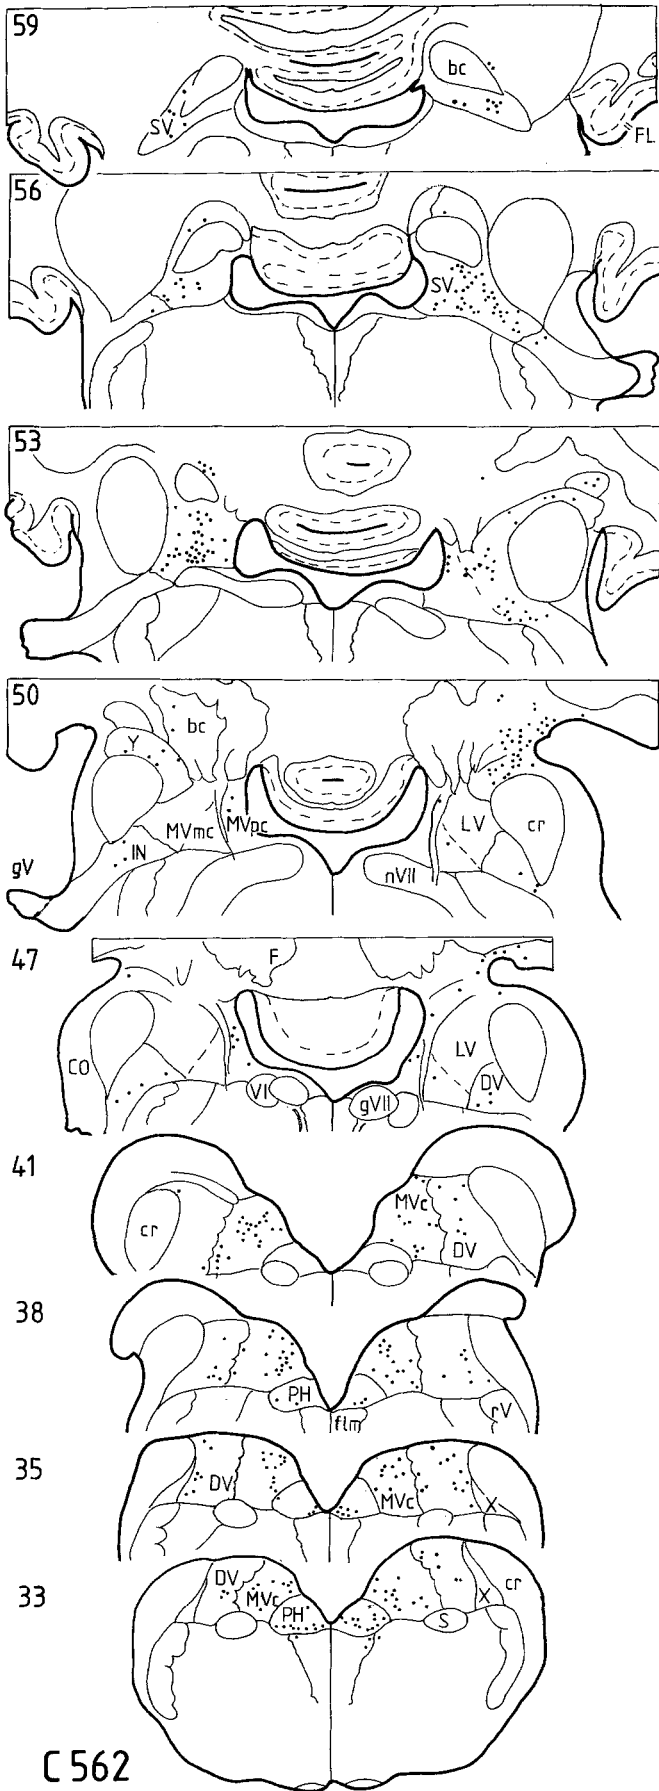 59
bc
SV
FL
56
SV
53
50
bc
Y
MVmc
MVpc
LV
cr
IN
gV
nVII
47
F
CO
LV
DV
VI
gVII
41
MVc
cr
DV
38
PH
flm
rV
35
DV
MVc
X
33
DV
MVc
PH
S
X
cr
C 562